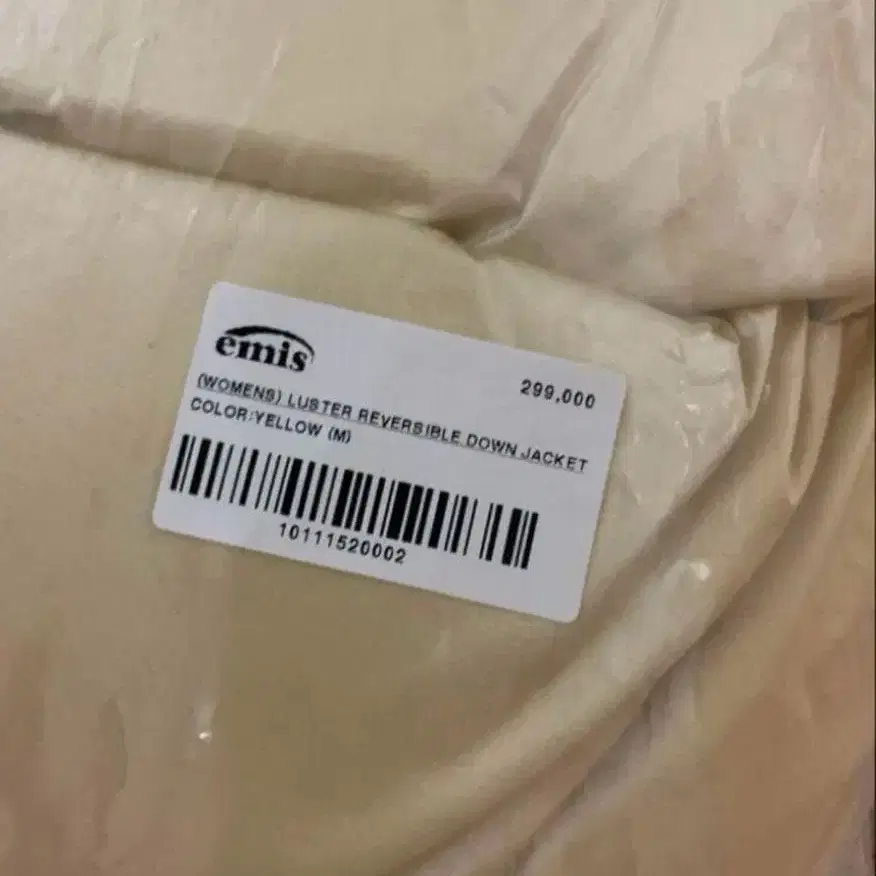 emis
299,000
(WOMENS) LUSTER REVERSIBLE DOWN JACKET
COLOR:YELLOW (M)
10111520002